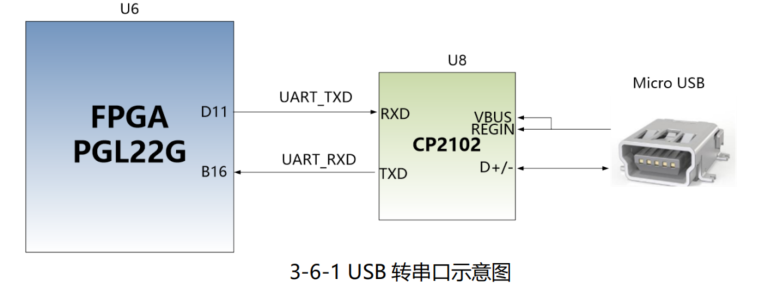 U6
U8
Micro USB
FPGA
PGL22G
D11
UART_TXD
RXD
VBUS
REGIN
CP2102
B16
UART_RXD
TXD
D+/-
3-6-1 USB 转串口示意图